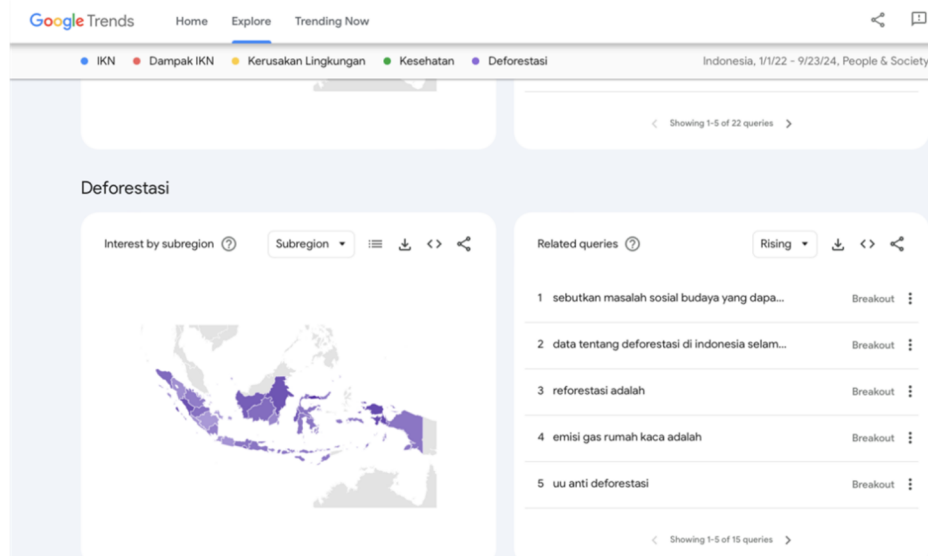 Google Trends Home Explore Trending Now
IKN Dampak IKN Kerusakan Lingkungan Kesehatan Deforestasi Indonesia, 1/1/22 - 9/23/24, People & Society
Showing 1-5 of 22 queries
Deforestasi
Interest by subregion Subregion
Related queries Rising
1 sebutkan masalah sosial budaya yang dapa... Breakout
2 data tentang deforestasi di indonesia selam... Breakout
3 reforestasi adalah Breakout
4 emisi gas rumah kaca adalah Breakout
5 uu anti deforestasi Breakout
Showing 1-5 of 15 queries